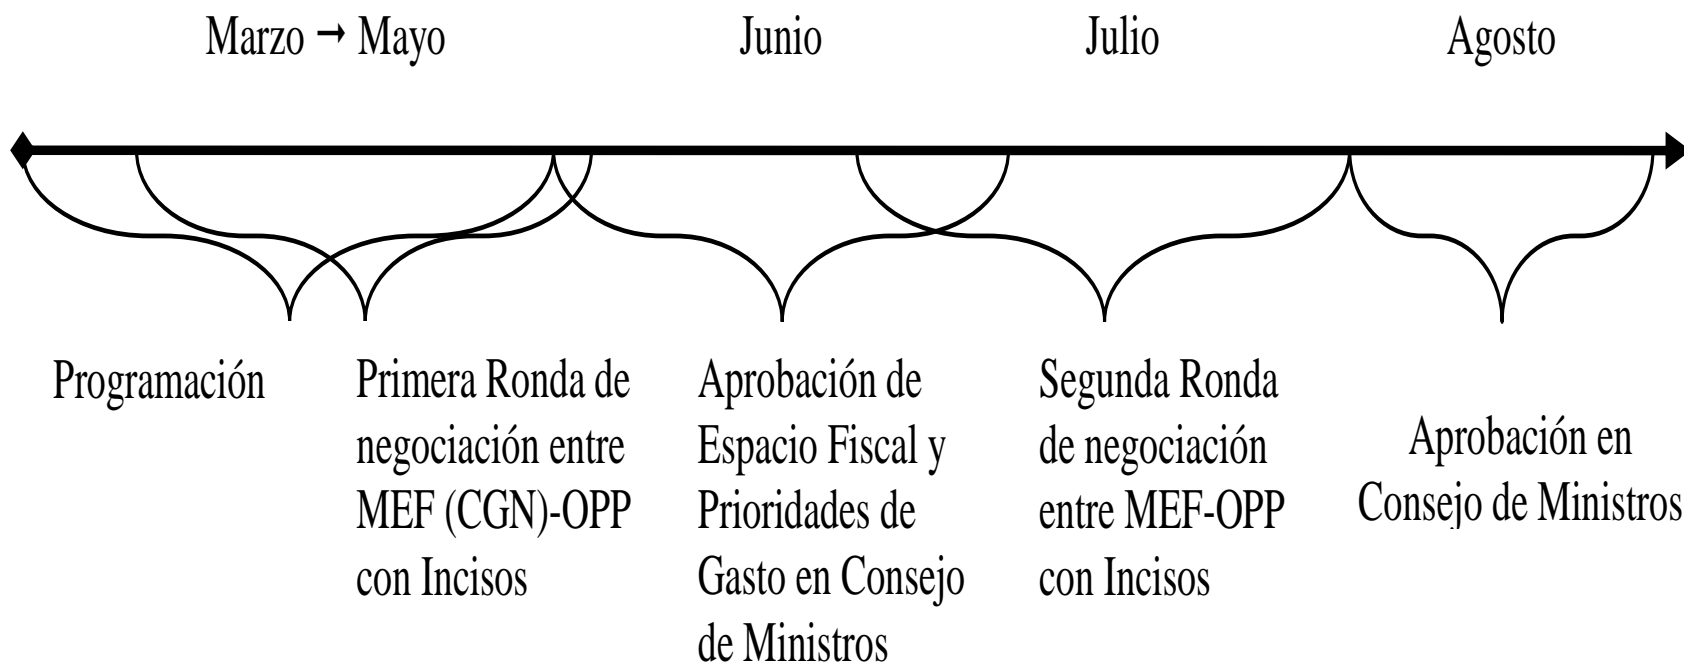 Marzo → Mayo
Junio
Julio
Agosto
Programación
Primera Ronda de
negociación entre
MEF (CGN)-OPP
con Incisos
Aprobación de
Espacio Fiscal y
Prioridades de
Gasto en Consejo
de Ministros
Segunda Ronda
de negociación
entre MEF-OPP
con Incisos
Aprobación en
Consejo de Ministros